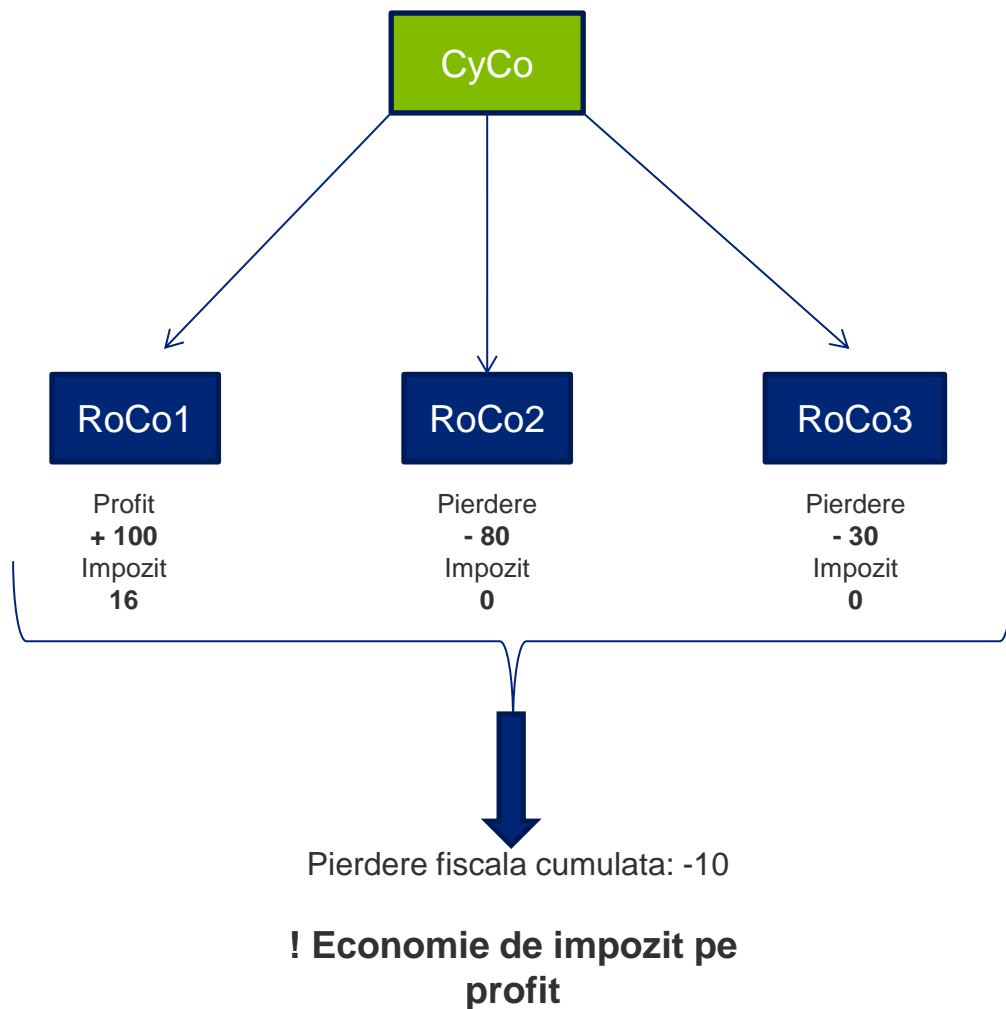 CyCo
RoCo1
RoCo2
RoCo3
Profit
+ 100
Impozit
16
Pierdere
- 80
Impozit
0
Pierdere
- 30
Impozit
0
Pierdere fiscala cumulata: -10
! Economie de impozit pe
profit